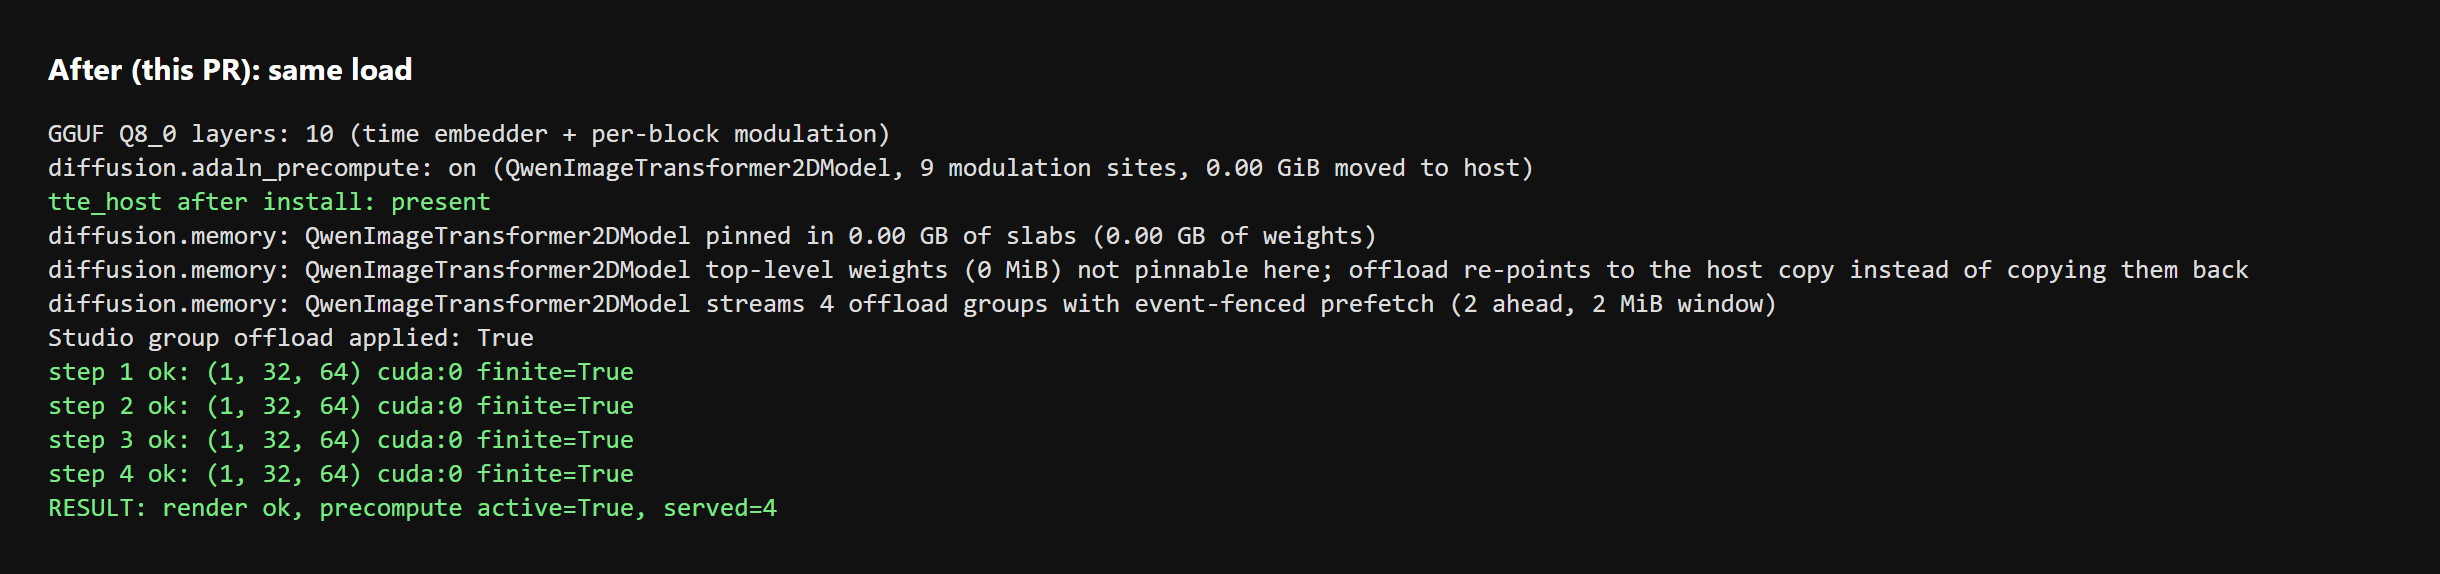 After (this PR): same load
GGUF Q8_0 layers: 10 (time embedder + per-block modulation)
diffusion.adaln_precompute: on (QwenImageTransformer2DModel, 9 modulation sites, 0.00 GiB moved to host)
tte_host after install: present
diffusion.memory: QwenImageTransformer2DModel pinned in 0.00 GB of slabs (0.00 GB of weights)
diffusion.memory: QwenImageTransformer2DModel top-level weights (0 MiB) not pinnable here; offload re-points to the host copy instead of copying them back
diffusion.memory: QwenImageTransformer2DModel streams 4 offload groups with event-fenced prefetch (2 ahead, 2 MiB window)
Studio group offload applied: True
step 1 ok: (1, 32, 64) cuda:0 finite=True
step 2 ok: (1, 32, 64) cuda:0 finite=True
step 3 ok: (1, 32, 64) cuda:0 finite=True
step 4 ok: (1, 32, 64) cuda:0 finite=True
RESULT: render ok, precompute active=True, served=4